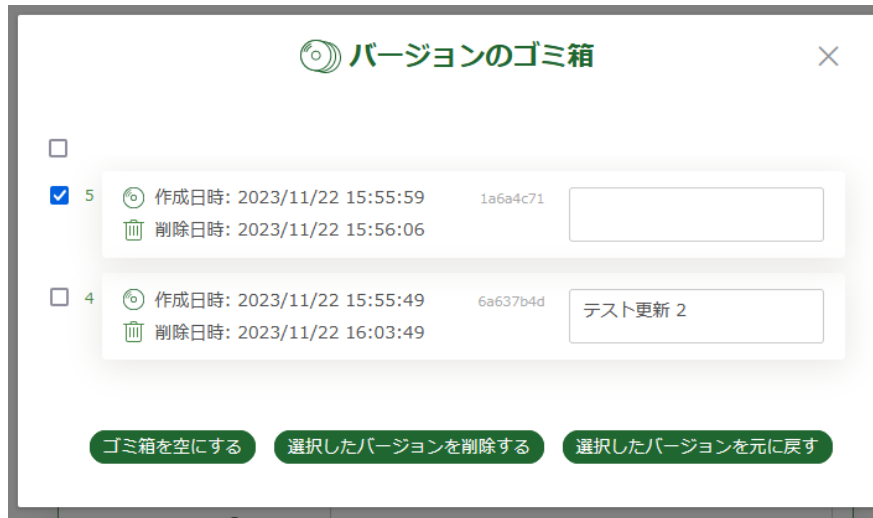 バージョンのゴミ箱
5 作成日時: 2023/11/22 15:55:59 1a6a4c71
削除日時: 2023/11/22 15:56:06
4 作成日時: 2023/11/22 15:55:49 6a637b4d テスト更新 2
削除日時: 2023/11/22 16:03:49
ゴミ箱を空にする 選択したバージョンを削除する 選択したバージョンを元に戻す